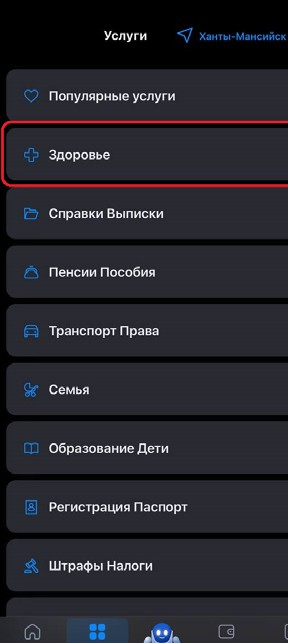 Услуги
Ханты-Мансийск
Популярные услуги
Здоровье
Справки Выписки
Пенсии Пособия
Транспорт Права
Семья
Образование Дети
Регистрация Паспорт
Штрафы Налоги